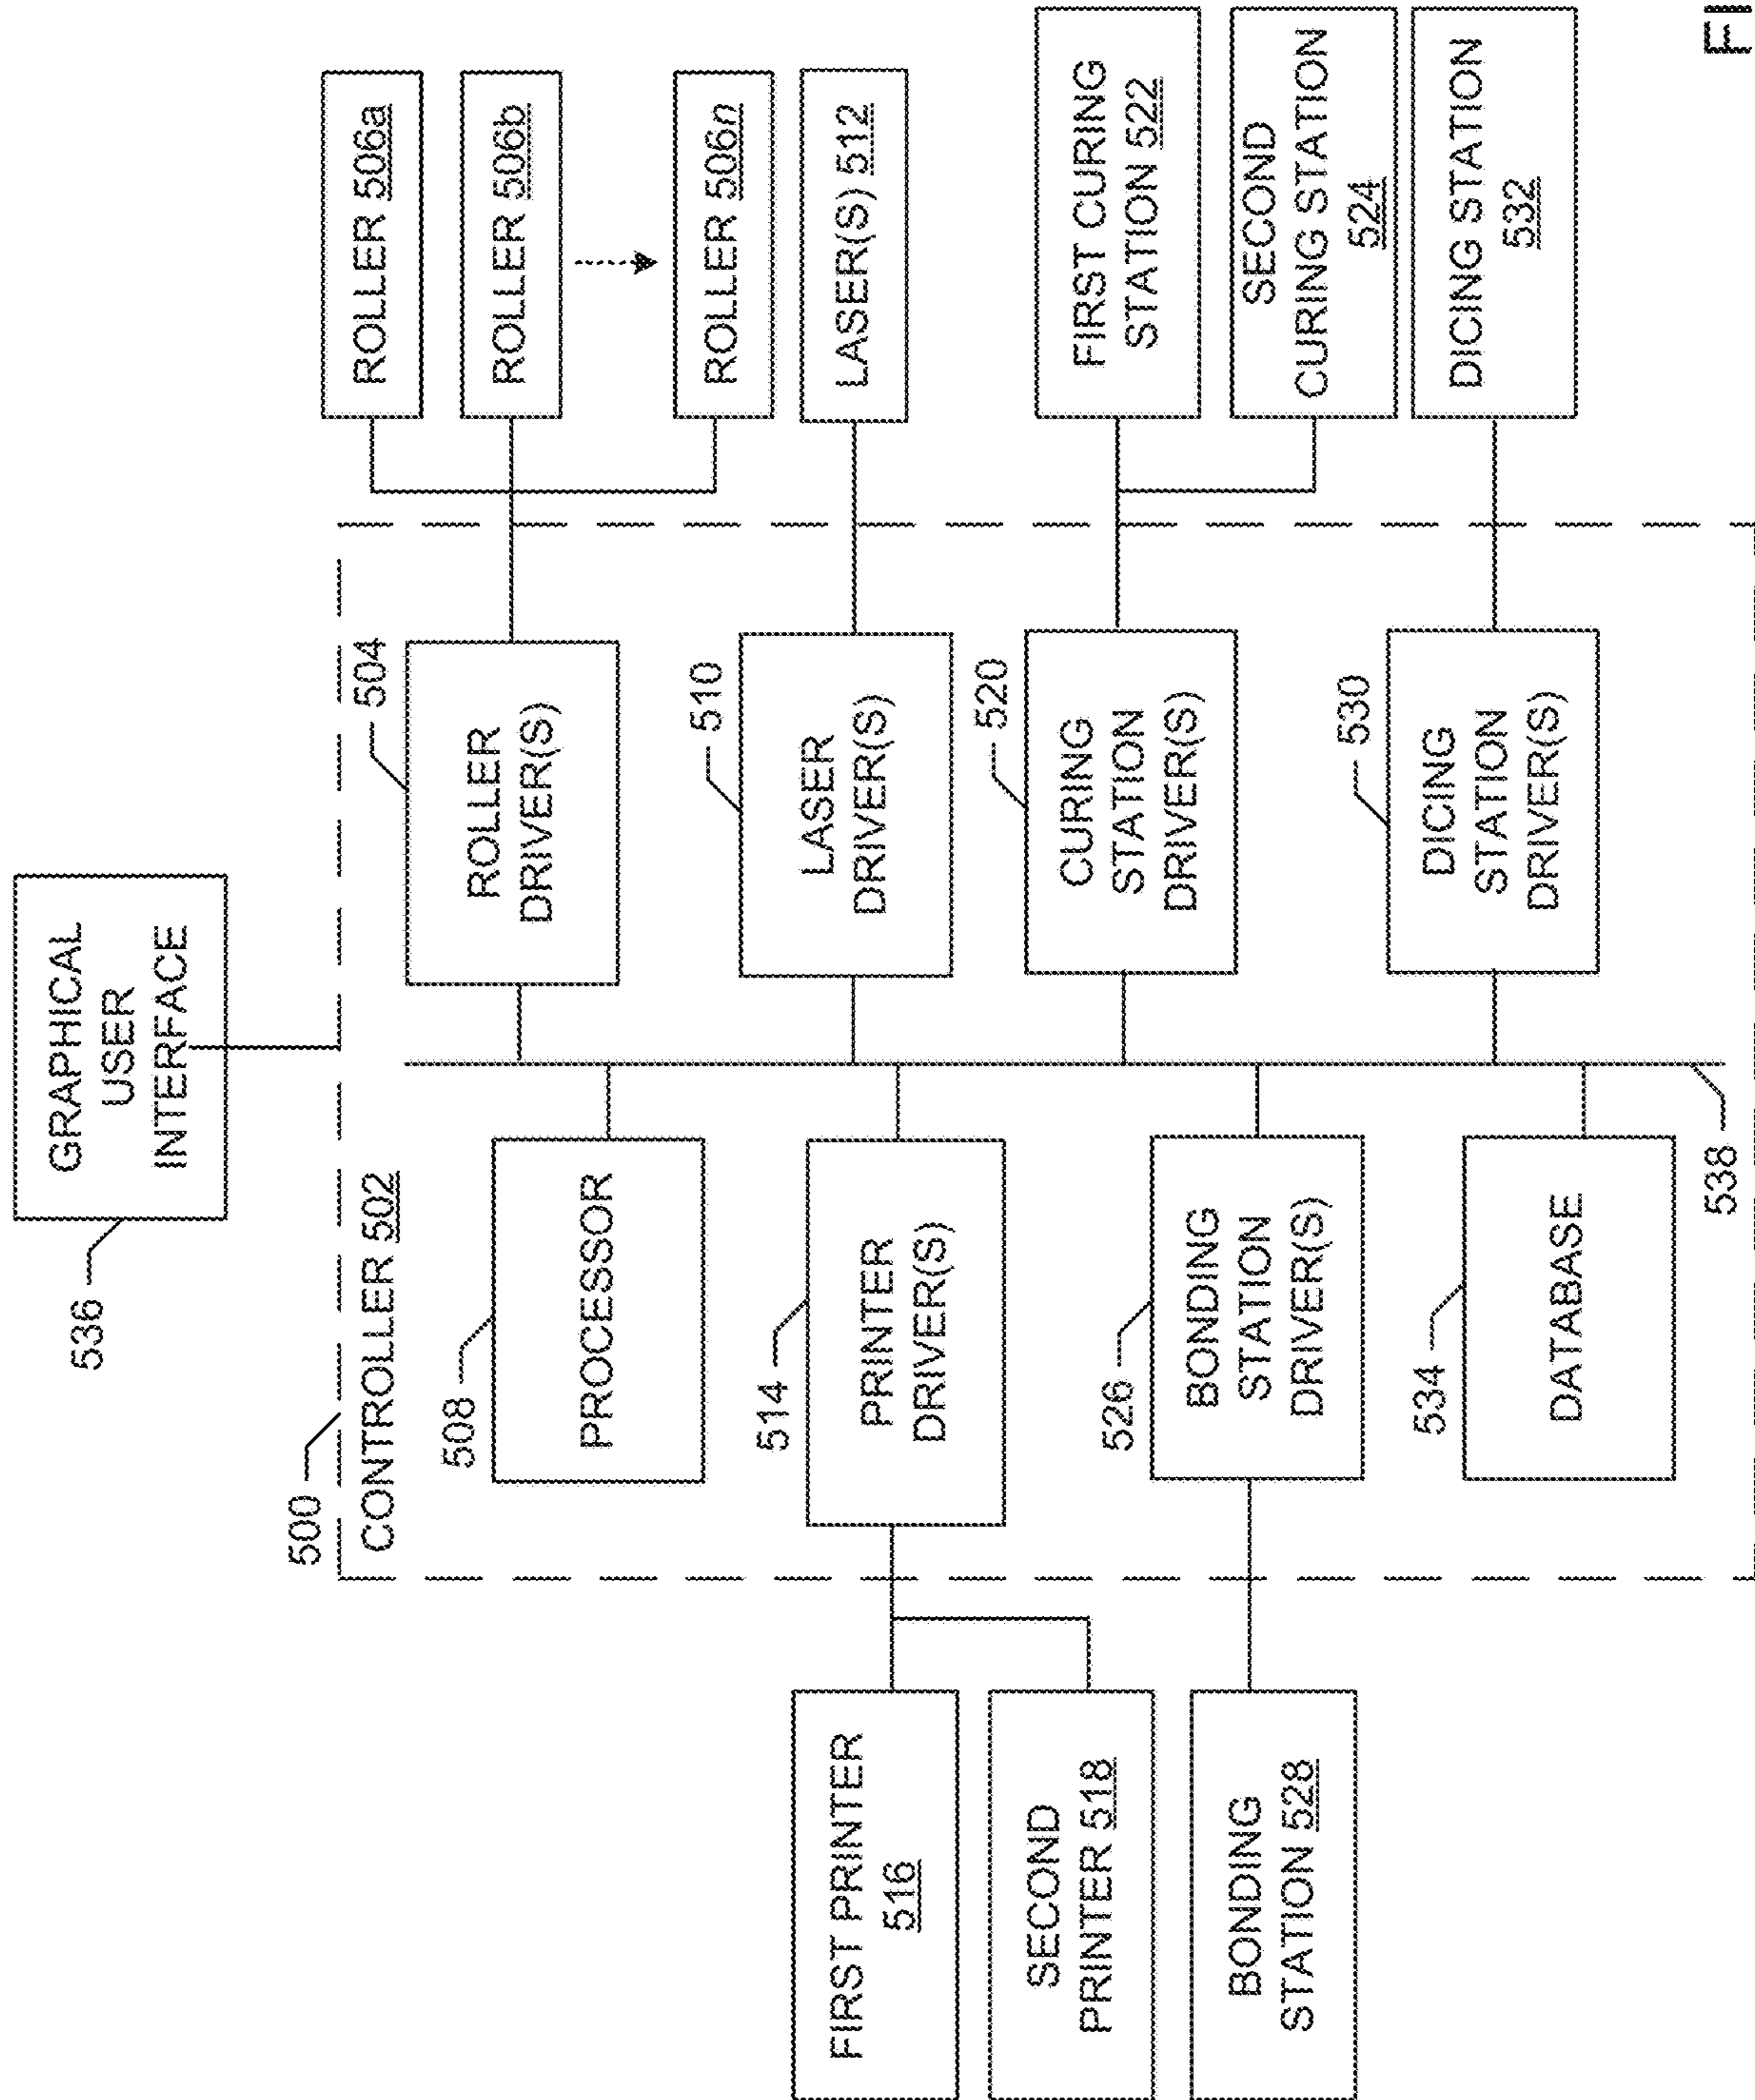 GRAPHICAL
USER
INTERFACE
536
500
CONTROLLER 502
504
ROLLER
DRIVER(S)
ROLLER 506a
ROLLER 506b
ROLLER 506n
508
PROCESSOR
510
LASER
DRIVER(S)
LASER(S) 512
514
PRINTER
DRIVER(S)
FIRST PRINTER
516
SECOND
PRINTER 518
520
CURING
STATION
DRIVER(S)
FIRST CURING
STATION 522
SECOND
CURING STATION
524
526
BONDING
STATION
DRIVER(S)
BONDING
STATION 528
530
DICING
STATION
DRIVER(S)
DICING STATION
532
534
DATABASE
538